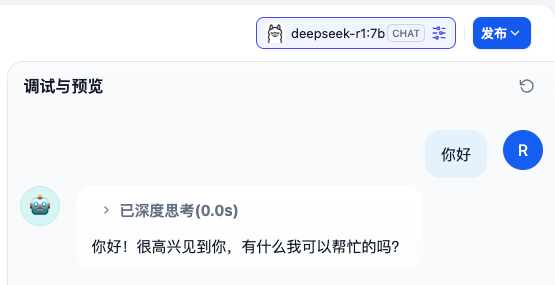 deepseek-r1:7b CHAT 发布
调试与预览
你好
R
已深度思考(0.0s)
你好！很高兴见到你，有什么我可以帮忙的吗？